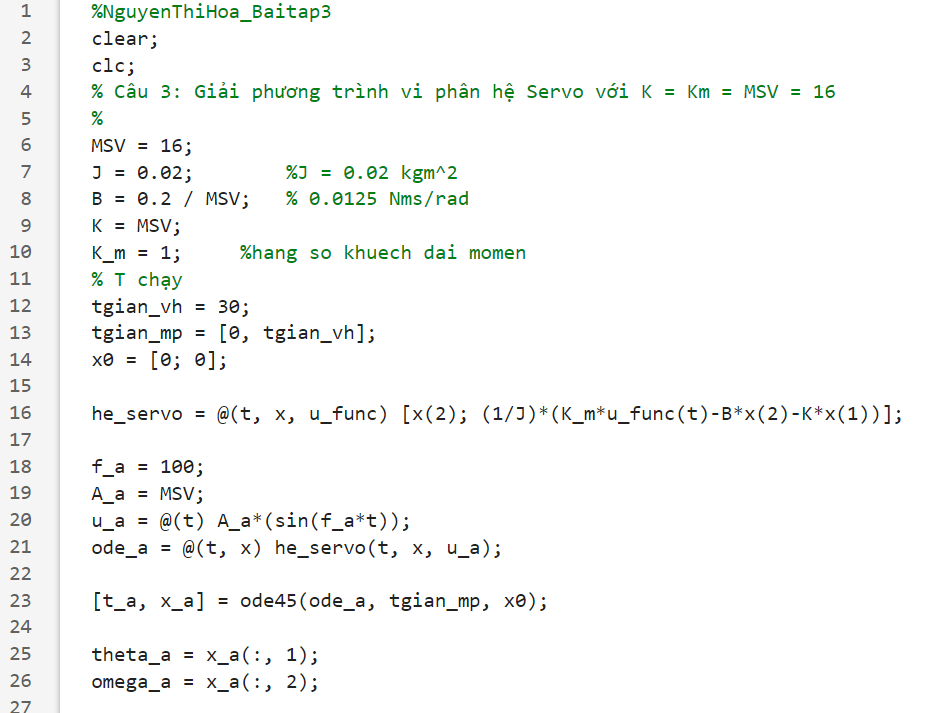 1 %NguyenThiHoa_Baitap3
2 clear;
3 clc;
4 % Câu 3: Giải phương trình vi phân hệ Servo với K = Km = MSV = 16
5 %
6 MSV = 16;
7 J = 0.02; %J = 0.02 kgm^2
8 B = 0.2 / MSV; % 0.0125 Nms/rad
9 K = MSV;
10 K_m = 1; %hang so khuech dai momen
11 % T chạy
12 tgian_vh = 30;
13 tgian_mp = [0, tgian_vh];
14 x0 = [0; 0];
15
16 he_servo = @(t, x, u_func) [x(2); (1/J)*(K_m*u_func(t)-B*x(2)-K*x(1))];
17
18 f_a = 100;
19 A_a = MSV;
20 u_a = @(t) A_a*(sin(f_a*t));
21 ode_a = @(t, x) he_servo(t, x, u_a);
22
23 [t_a, x_a] = ode45(ode_a, tgian_mp, x0);
24
25 theta_a = x_a(:, 1);
26 omega_a = x_a(:, 2);
27